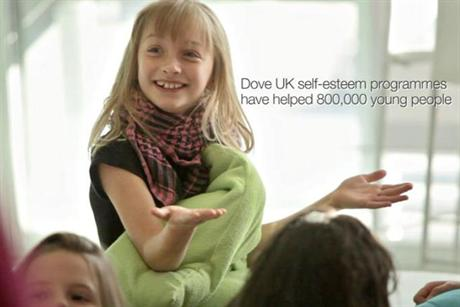 Dove UK self-esteem programmes
have helped 800,000 young people